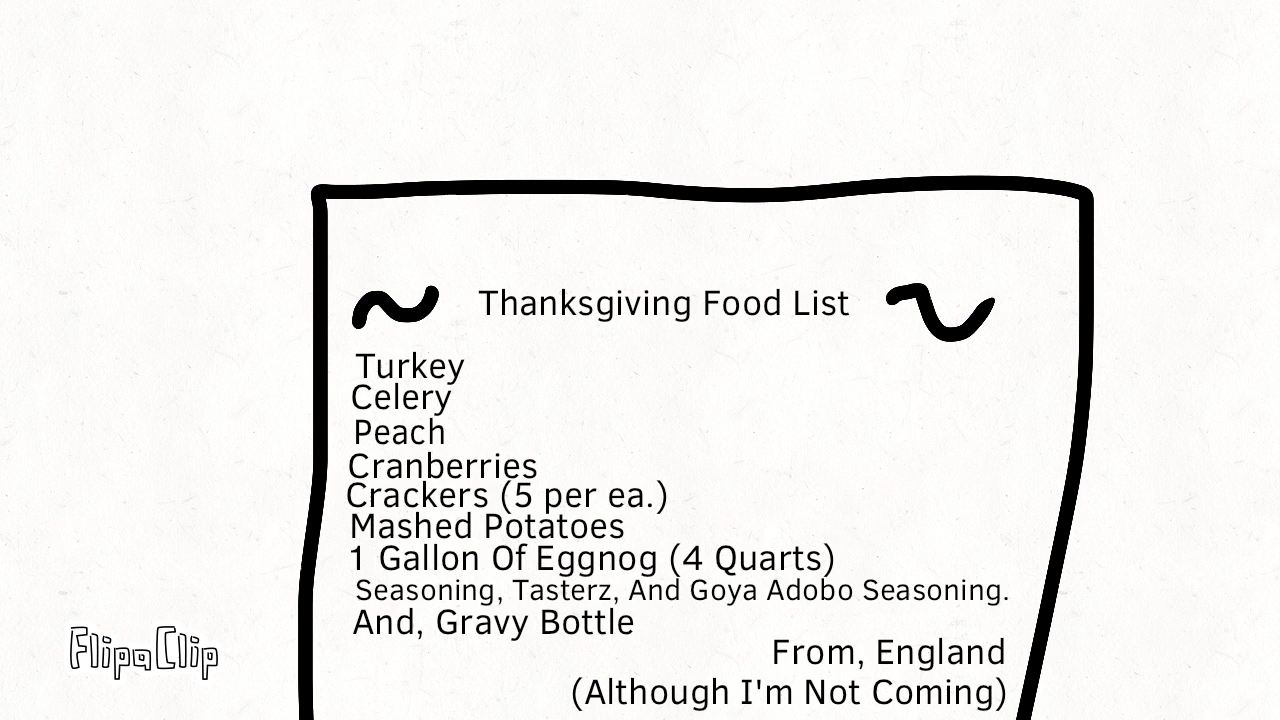 Thanksgiving Food List
Turkey
Celery
Peach
Cranberries
Crackers (5 per ea.)
Mashed Potatoes
1 Gallon Of Eggnog (4 Quarts)
Seasoning, Tasterz, And Goya Adobo Seasoning.
And, Gravy Bottle
From, England
(Although I'm Not Coming)
FlipaClip